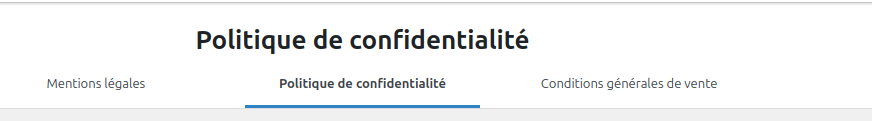 Politique de confidentialité
Mentions légales Politique de confidentialité Conditions générales de vente